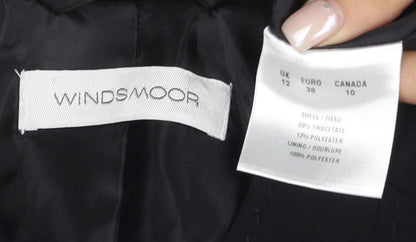 WINDSMOOR
UK EURO CANADA
12 38 10
SHELL / TISSU
88% TRIACETATE
12% POLYESTER
LINING / DOUBLURE
100% POLYESTER